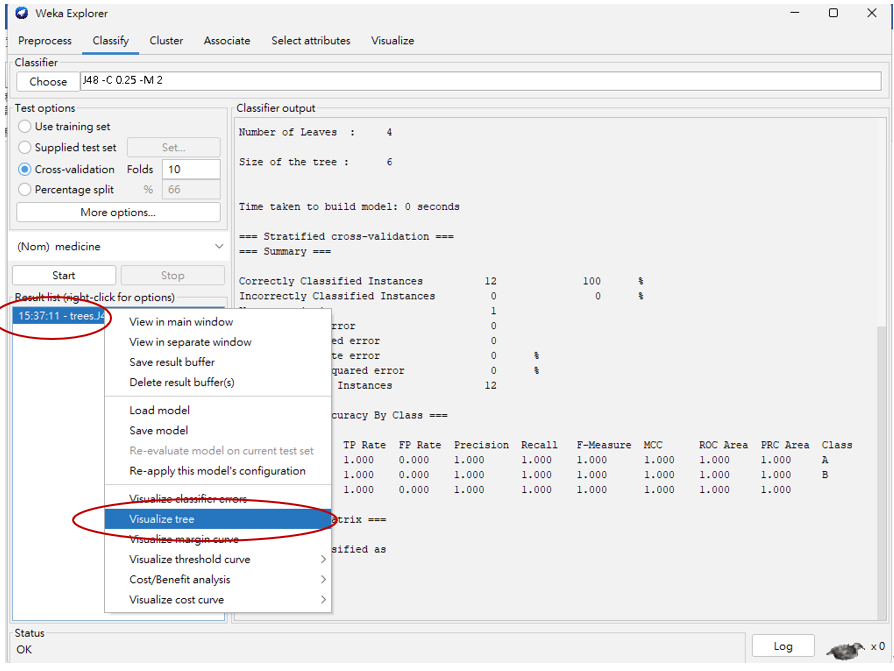 Weka Explorer
Preprocess Classify Cluster Associate Select attributes Visualize
Classifier
Choose J48 -C 0.25 -M 2
Test options
Use training set
Supplied test set Set...
Cross-validation Folds 10
Percentage split % 66
More options...
(Nom) medicine
Start Stop
Result list (right-click for options)
15:37:11 - trees.J4
View in main window
View in separate window
Save result buffer
Delete result buffer(s)
Load model
Save model
Re-evaluate model on current test set
Re-apply this model's configuration
Visualize classifier errors
Visualize tree
Visualize margin curve
Visualize threshold curve
Cost/Benefit analysis
Visualize cost curve
Classifier output
Number of Leaves : 4
Size of the tree : 6
Time taken to build model: 0 seconds
=== Stratified cross-validation ===
=== Summary ===
Correctly Classified Instances 12 100 %
Incorrectly Classified Instances 0 0 %
1
rror 0
ed error 0
te error 0 %
quared error 0 %
Instances 12
curacy By Class ===
TP Rate FP Rate Precision Recall F-Measure MCC ROC Area PRC Area Class
1.000 0.000 1.000 1.000 1.000 1.000 1.000 1.000 A
1.000 0.000 1.000 1.000 1.000 1.000 1.000 1.000 B
1.000 0.000 1.000 1.000 1.000 1.000 1.000 1.000
atrix ===
sified as
Status
OK
Log
x 0